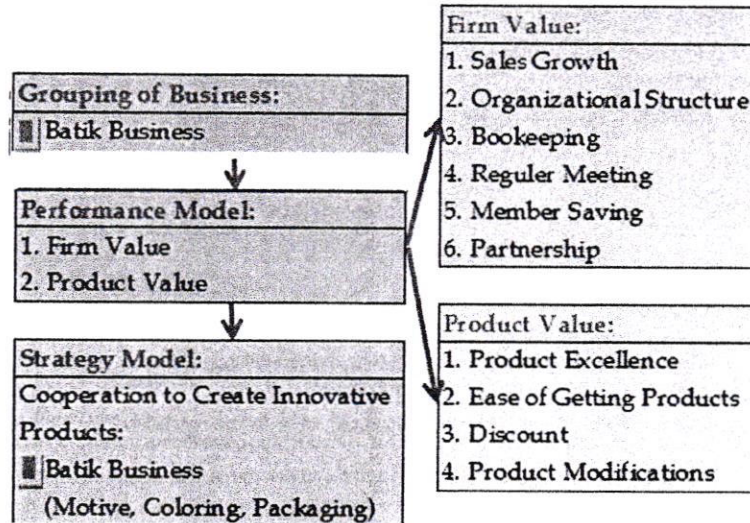 Grouping of Business:
Batik Business
Performance Model:
1. Firm Value
2. Product Value
Strategy Model:
Cooperation to Create Innovative
Products:
Batik Business
(Motive, Coloring, Packaging)
Firm Value:
1. Sales Growth
2. Organizational Structure
3. Bookeeping
4. Reguler Meeting
5. Member Saving
6. Partnership
Product Value:
1. Product Excellence
2. Ease of Getting Products
3. Discount
4. Product Modifications